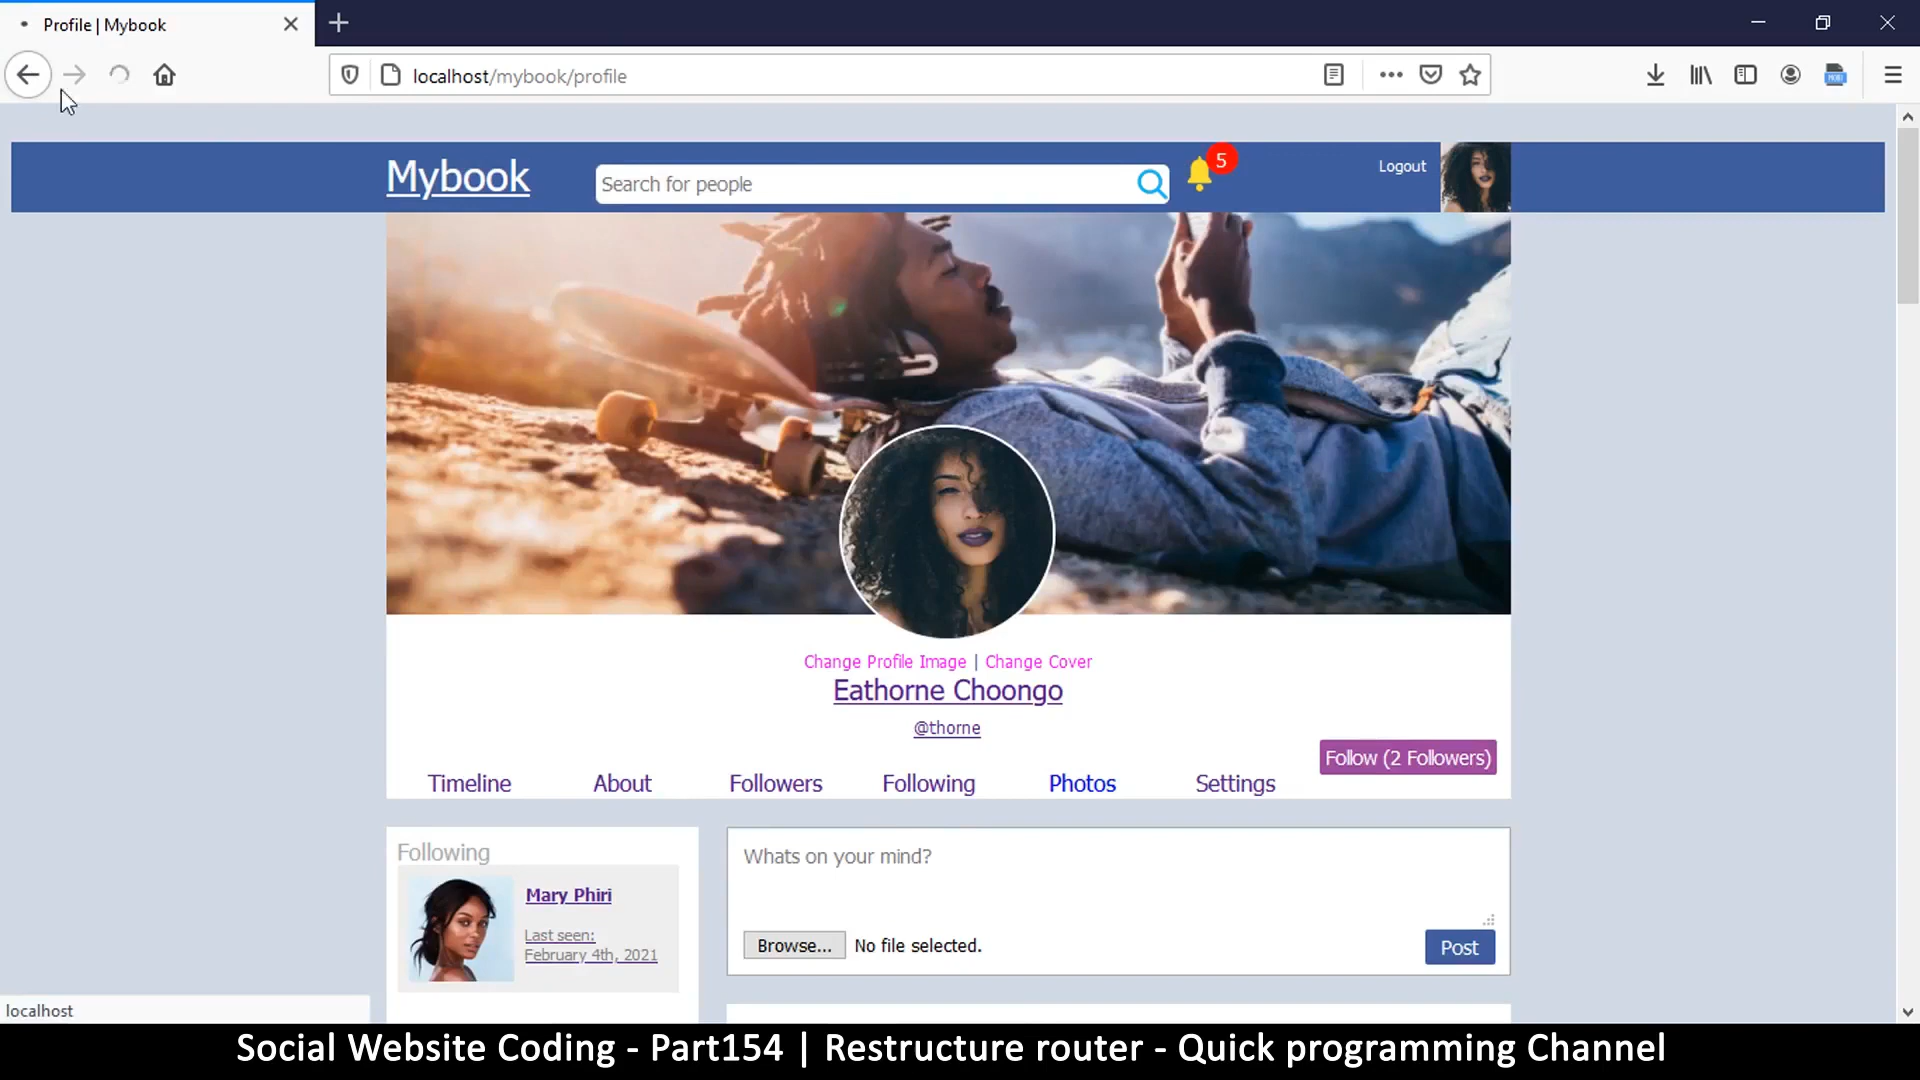 Profile | Mybook
localhost/mybook/profile
Mybook
Search for people
5
Logout
Change Profile Image | Change Cover
Eathorne Choongo
@thorne
Follow (2 Followers)
Timeline About Followers Following Photos Settings
Following
Mary Phiri
Last seen:
February 4th, 2021
Whats on your mind?
Browse... No file selected.
Post
localhost
Social Website Coding - Part154 | Restructure router - Quick programming Channel